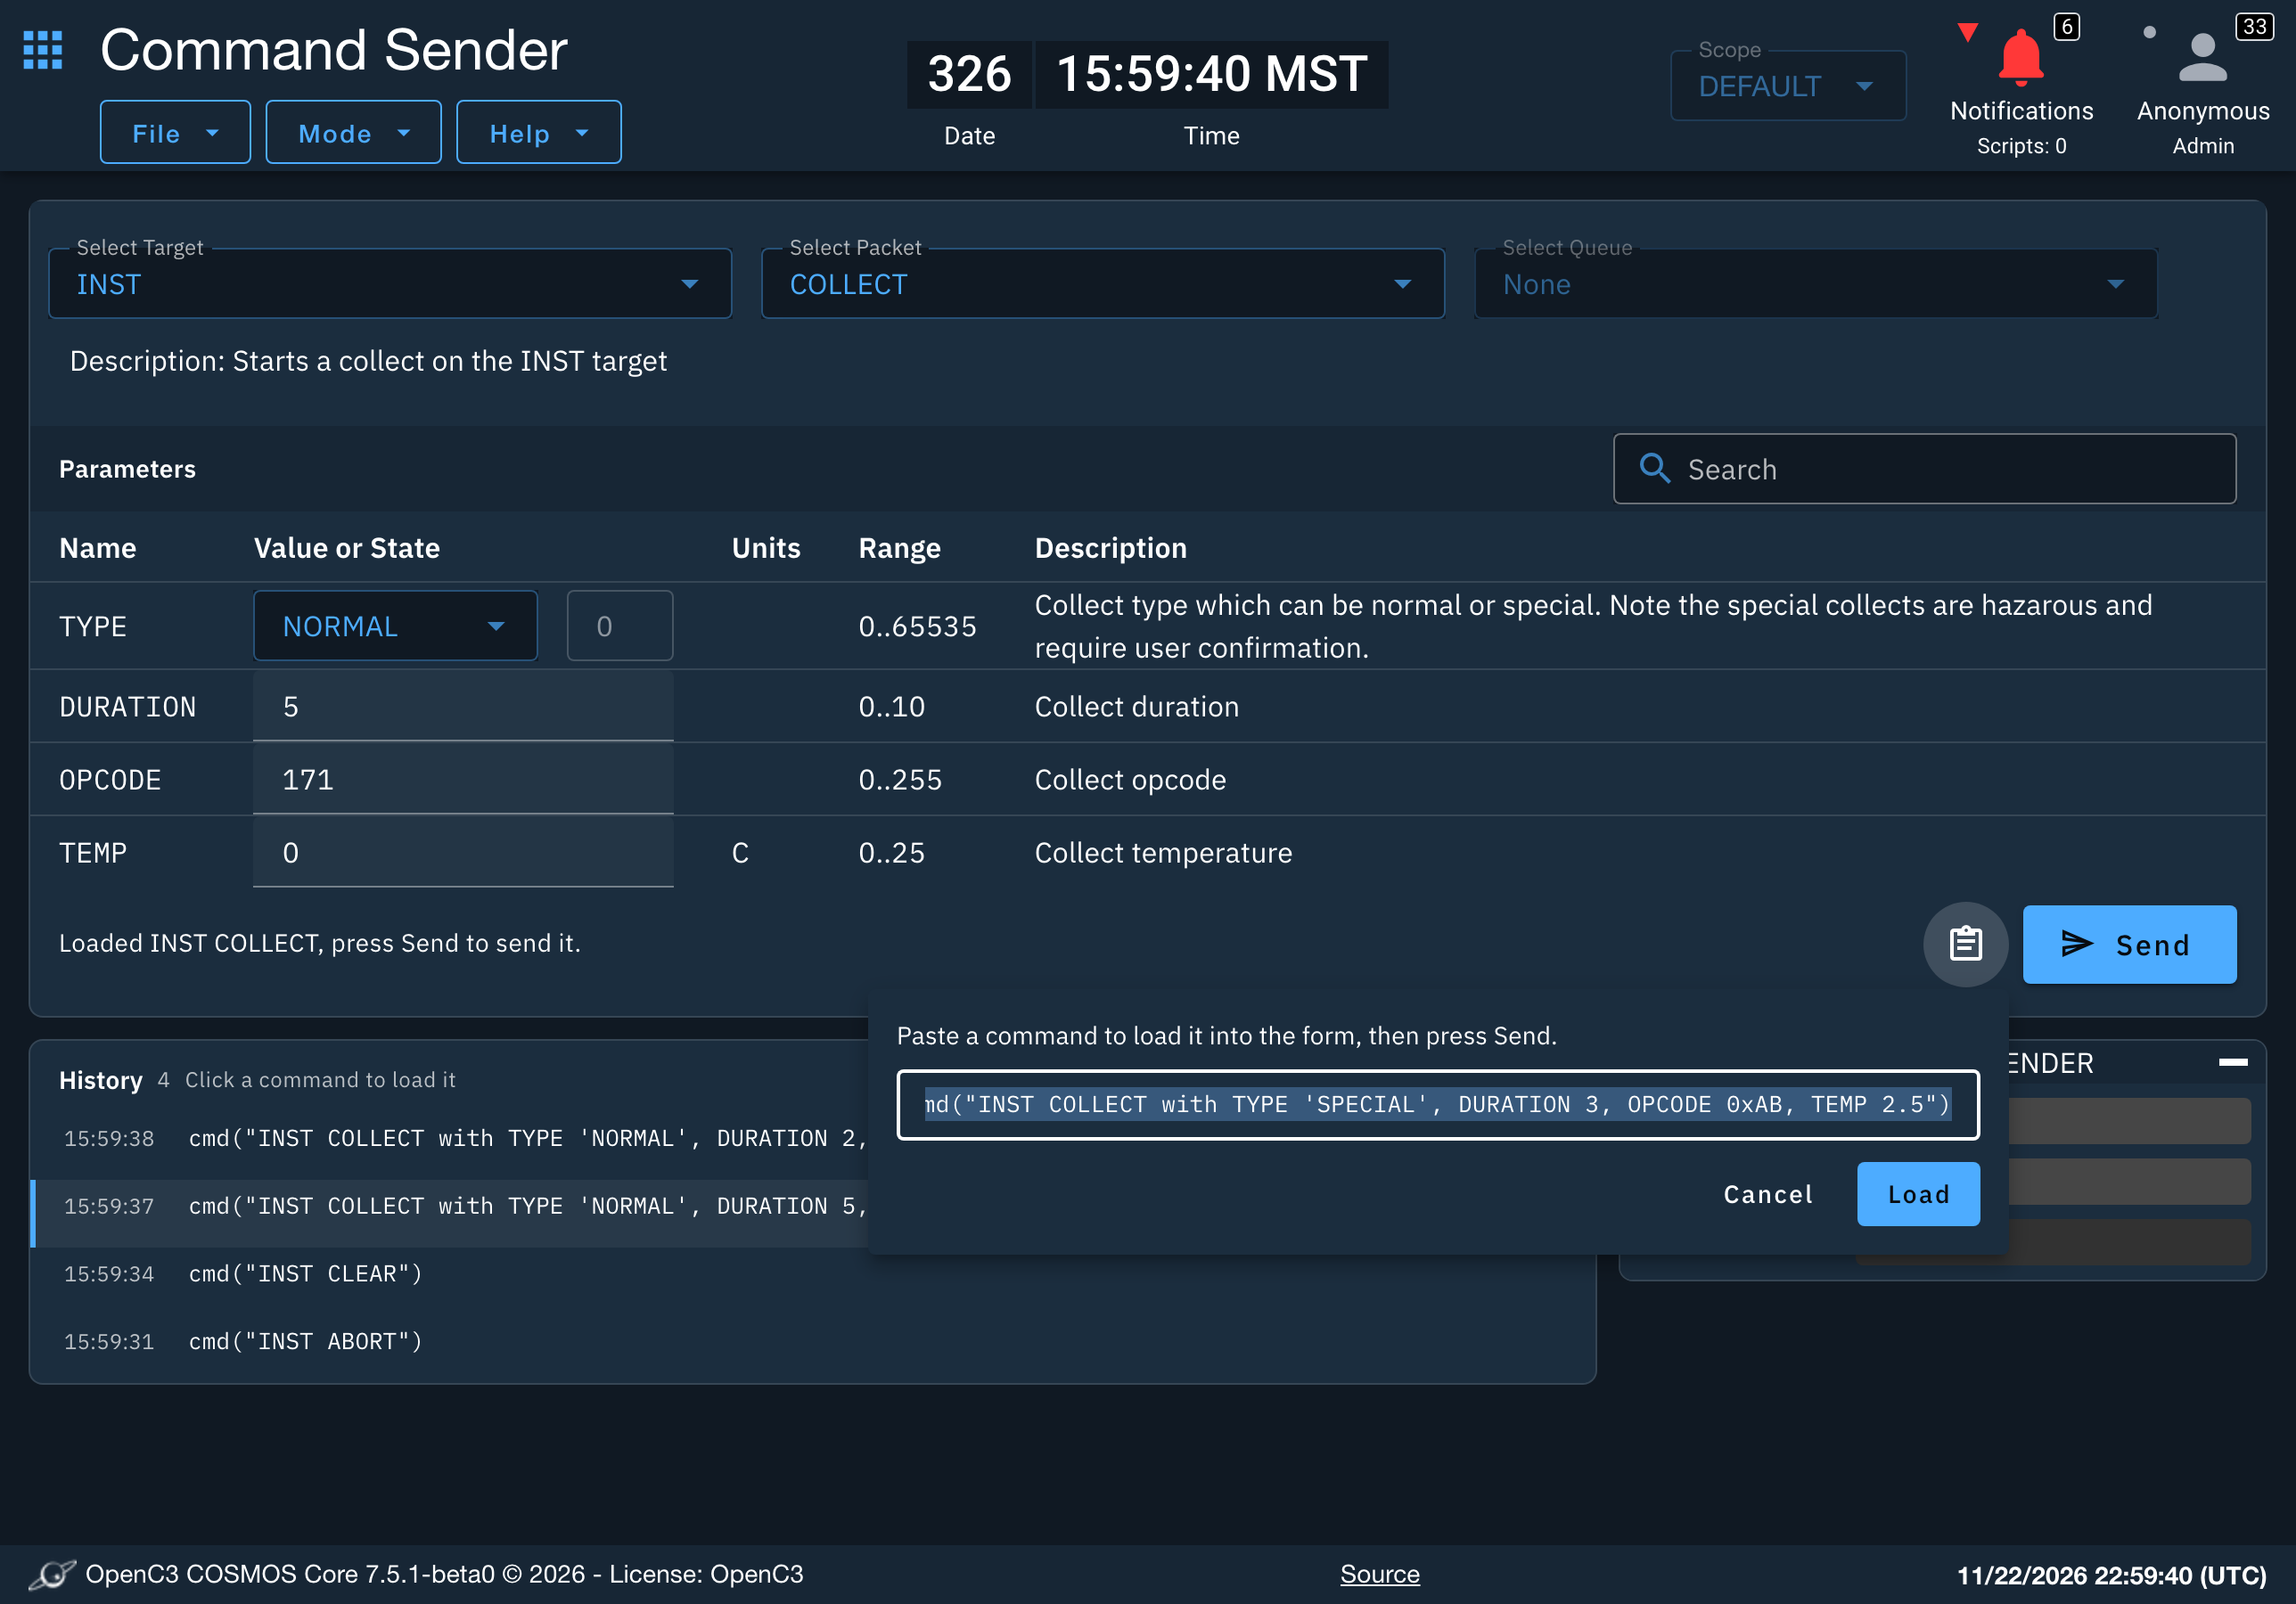 Command Sender
File
Mode
Help
326
Date
15:59:40 MST
Time
Scope
DEFAULT
6
Notifications
Scripts: 0
33
Anonymous
Admin
Select Target
INST
Select Packet
COLLECT
Select Queue
None
Description: Starts a collect on the INST target
Parameters
Search
Name Value or State Units Range Description
TYPE NORMAL 0 0..65535 Collect type which can be normal or special. Note the special collects are hazarous and
require user confirmation.
DURATION 5 0..10 Collect duration
OPCODE 171 0..255 Collect opcode
TEMP 0 C 0..25 Collect temperature
Loaded INST COLLECT, press Send to send it.
Send
Paste a command to load it into the form, then press Send.
md("INST COLLECT with TYPE 'SPECIAL', DURATION 3, OPCODE 0xAB, TEMP 2.5")
Cancel
Load
History 4 Click a command to load it
15:59:38 cmd("INST COLLECT with TYPE 'NORMAL', DURATION 2,
15:59:37 cmd("INST COLLECT with TYPE 'NORMAL', DURATION 5,
15:59:34 cmd("INST CLEAR")
15:59:31 cmd("INST ABORT")
ENDER
OpenC3 COSMOS Core 7.5.1-beta0 © 2026 - License: OpenC3
Source
11/22/2026 22:59:40 (UTC)